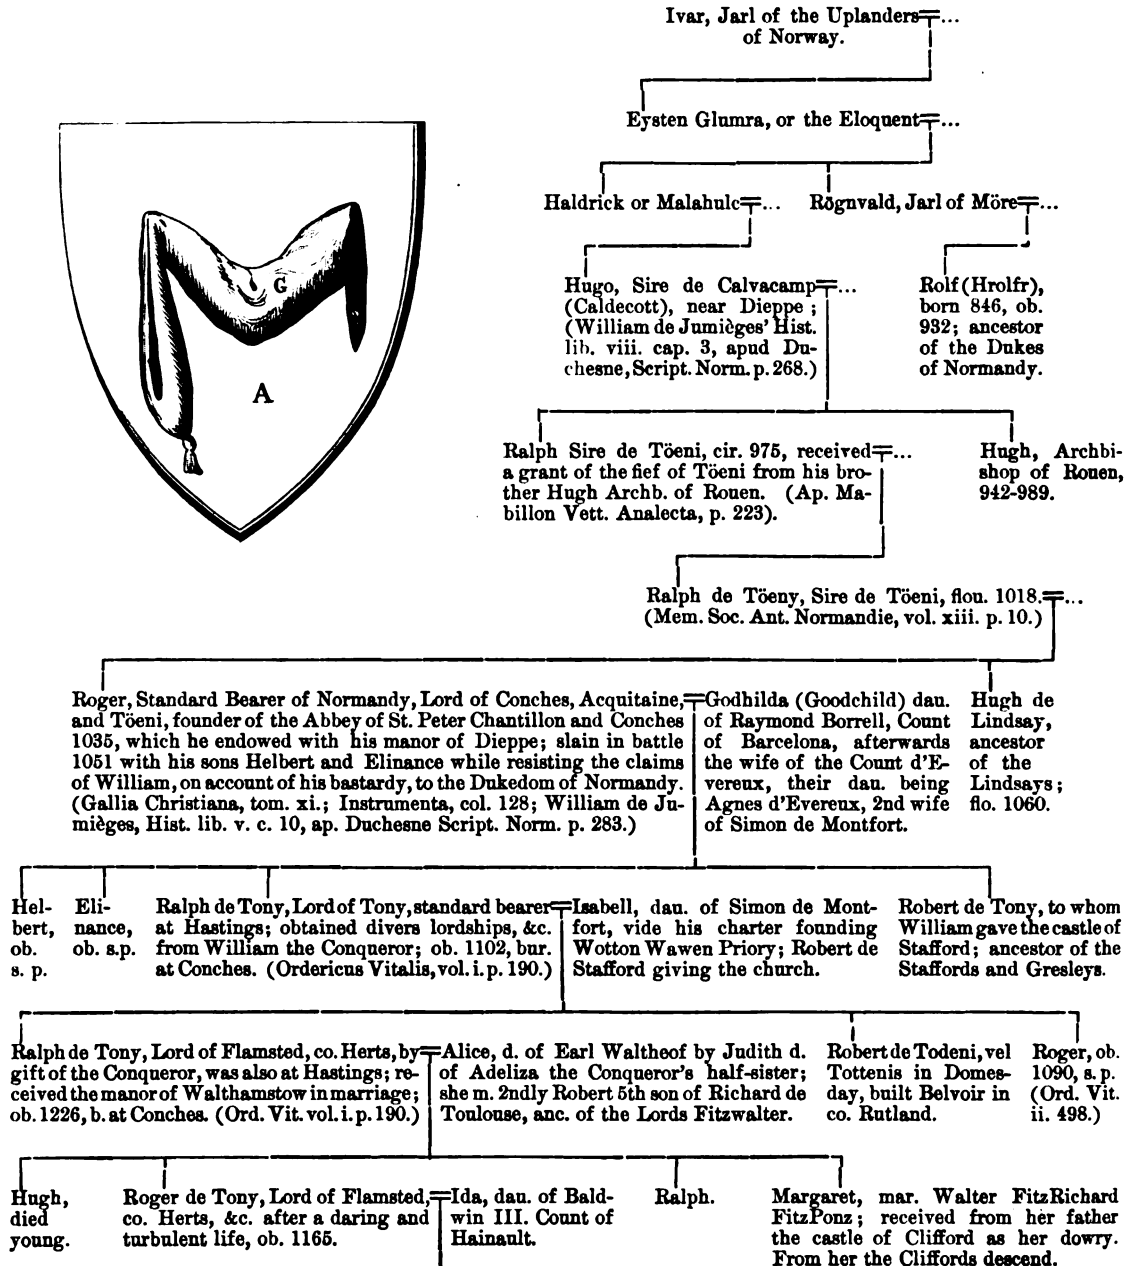 Ivar, Jarl of the Uplanders=...
of Norway.
Eysten Glumra, or the Eloquent=...
Haldrick or Malahulc=...
Rögnvald, Jarl of Möre=...
G
A
Hugo, Sire de Calvacamp=...
(Caldecott), near Dieppe ;
(William de Jumièges' Hist.
lib. viii. cap. 3, apud Du-
chesne, Script. Norm. p. 268.)
Rolf (Hrolfr),
born 846, ob.
932; ancestor
of the Dukes
of Normandy.
Ralph Sire de Töeni, cir. 975, received=...
a grant of the fief of Töeni from his bro-
ther Hugh Archb. of Rouen. (Ap. Ma-
billon Vett. Analecta, p. 223).
Hugh, Archbi-
shop of Rouen,
942-989.
Ralph de Töeny, Sire de Töeni, flou. 1018.=...
(Mem. Soc. Ant. Normandie, vol. xiii. p. 10.)
Roger, Standard Bearer of Normandy, Lord of Conches, Acquitaine,=
and Töeni, founder of the Abbey of St. Peter Chantillon and Conches
1035, which he endowed with his manor of Dieppe; slain in battle
1051 with his sons Helbert and Elinance while resisting the claims
of William, on account of his bastardy, to the Dukedom of Normandy.
(Gallia Christiana, tom. xi.; Instrumenta, col. 128; William de Ju-
mièges, Hist. lib. v. c. 10, ap. Duchesne Script. Norm. p. 283.)
Godhilda (Goodchild) dau.
of Raymond Borrell, Count
of Barcelona, afterwards
the wife of the Count d'E-
vereux, their dau. being
Agnes d'Evereux, 2nd wife
of Simon de Montfort.
Hugh de
Lindsay,
ancestor
of the
Lindsays;
flo. 1060.
Hel-
bert,
ob.
s. p.
Eli-
nance,
ob. s.p.
Ralph de Tony, Lord of Tony, standard bearer=
at Hastings; obtained divers lordships, &c.
from William the Conqueror; ob. 1102, bur.
at Conches. (Ordericus Vitalis, vol. i. p. 190.)
Isabell, dau. of Simon de Mont-
fort, vide his charter founding
Wotton Wawen Priory; Robert de
Stafford giving the church.
Robert de Tony, to whom
William gave the castle of
Stafford; ancestor of the
Staffords and Gresleys.
Ralph de Tony, Lord of Flamsted, co. Herts, by=
gift of the Conqueror, was also at Hastings; re-
ceived the manor of Walthamstow in marriage;
ob. 1226, b. at Conches. (Ord. Vit. vol. i. p. 190.)
Alice, d. of Earl Waltheof by Judith d.
of Adeliza the Conqueror's half-sister;
she m. 2ndly Robert 5th son of Richard de
Toulouse, anc. of the Lords Fitzwalter.
Robert de Todeni, vel
Tottenis in Domes-
day, built Belvoir in
co. Rutland.
Roger, ob.
1090, s. p.
(Ord. Vit.
ii. 498.)
Hugh,
died
young.
Roger de Tony, Lord of Flamsted,=
co. Herts, &c. after a daring and
turbulent life, ob. 1165.
Ida, dau. of Bald-
win III. Count of
Hainault.
Ralph.
Margaret, mar. Walter FitzRichard
FitzPonz; received from her father
the castle of Clifford as her dowry.
From her the Cliffords descend.